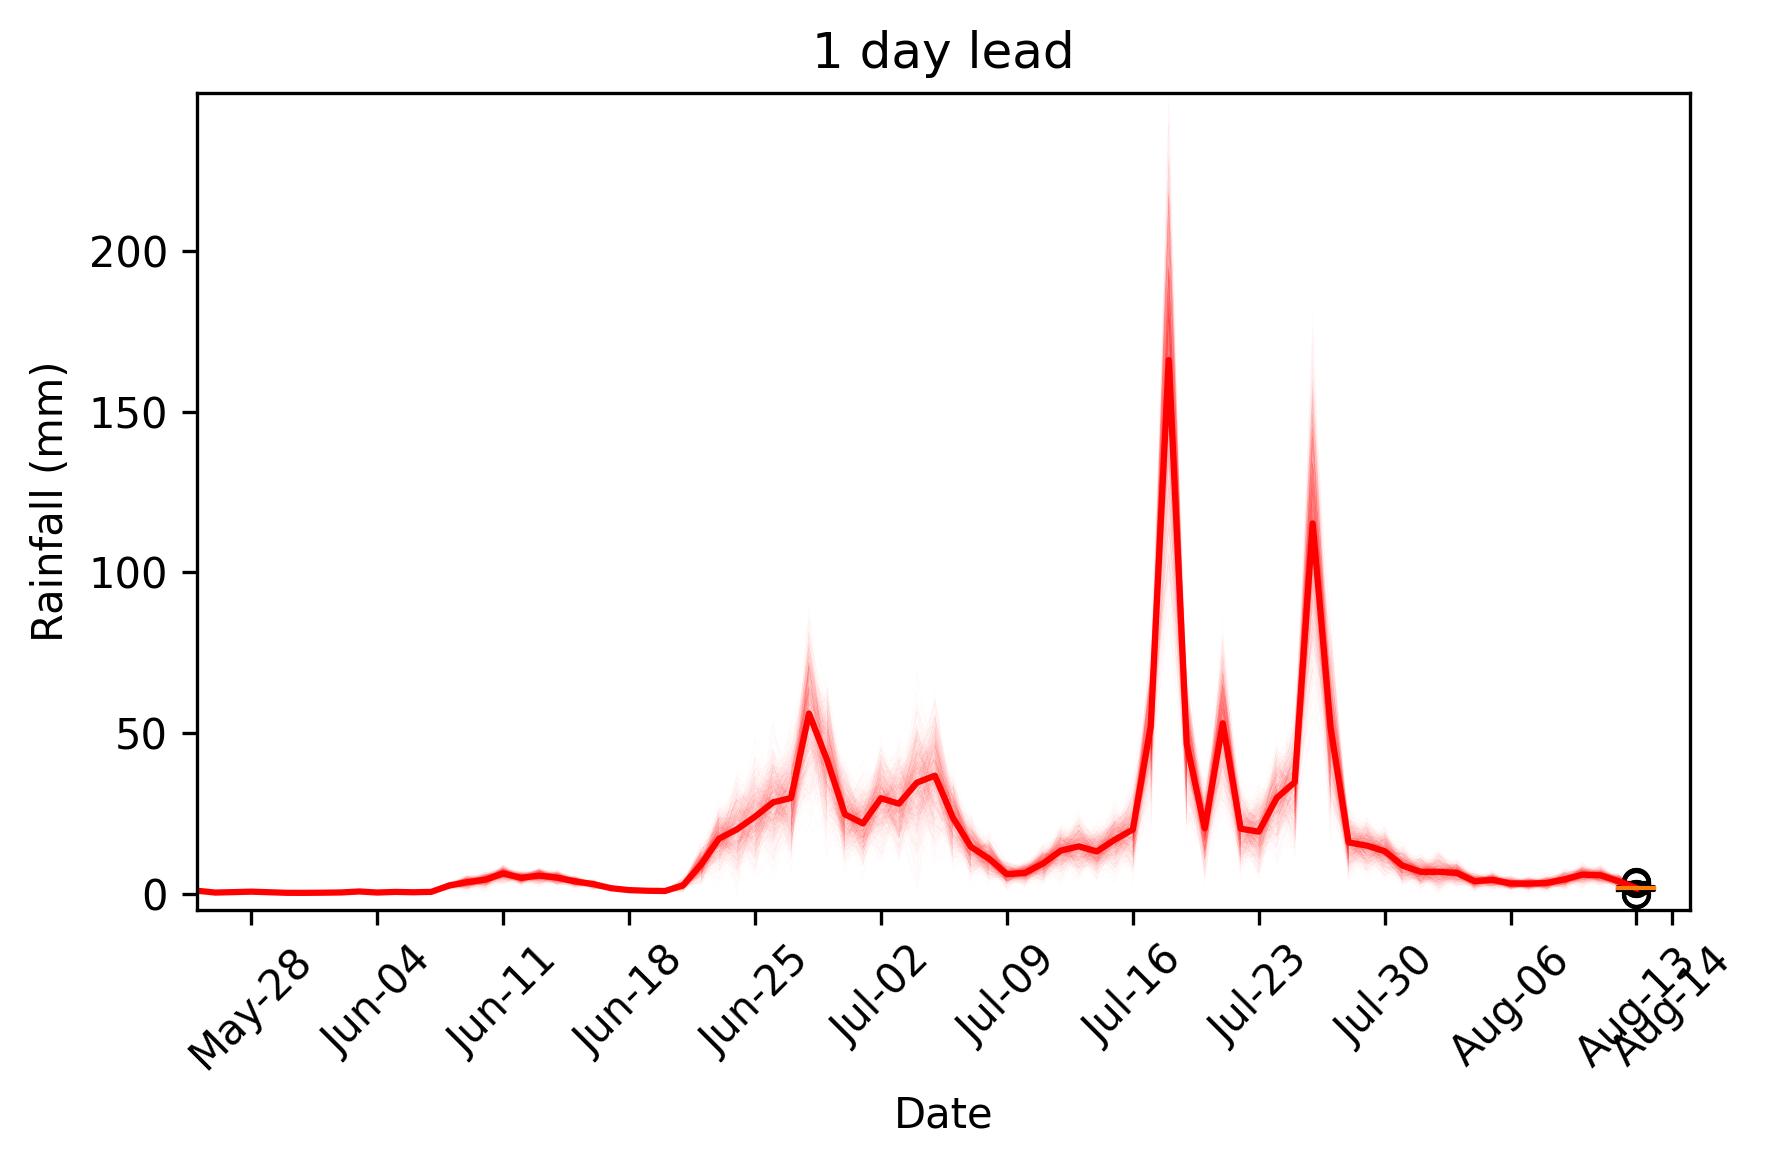 1 day lead
Rainfall (mm)
200
150
100
50
0
May-28
Jun-04
Jun-11
Jun-18
Jun-25
Jul-02
Jul-09
Jul-16
Jul-23
Jul-30
Aug-06
Aug-13
Aug-14
Date